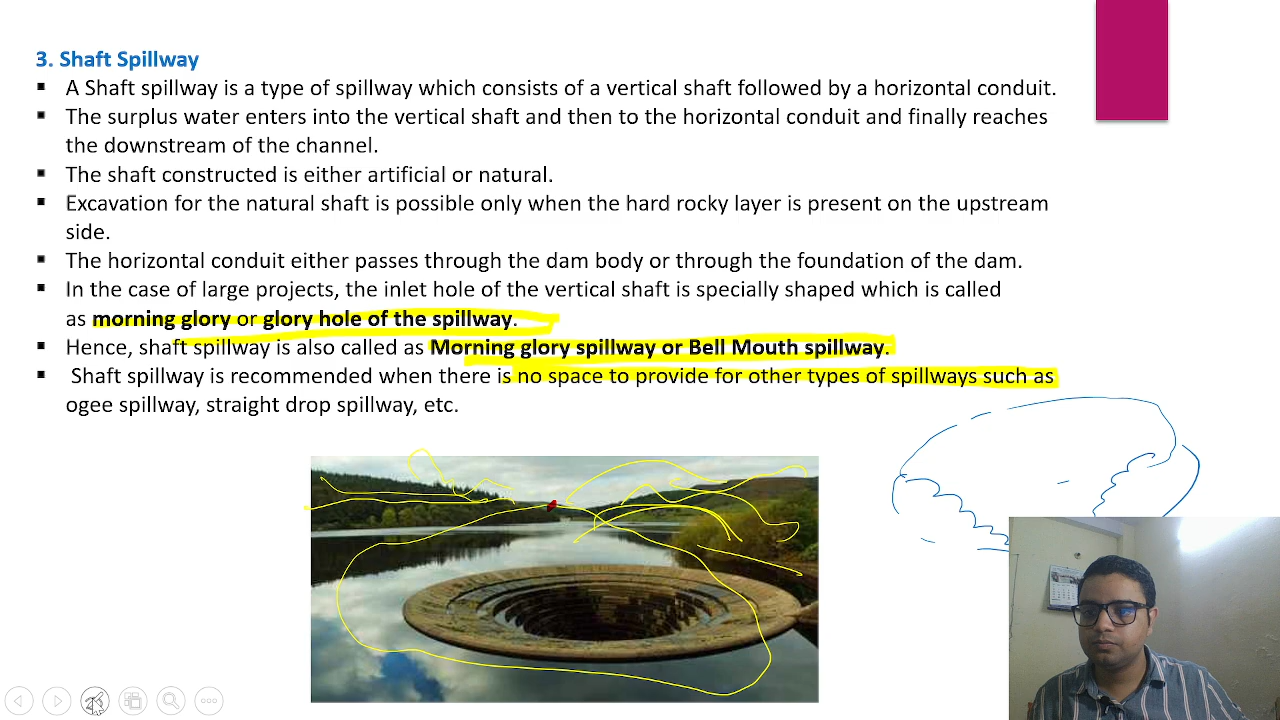 3. Shaft Spillway
▪ A Shaft spillway is a type of spillway which consists of a vertical shaft followed by a horizontal conduit.
▪ The surplus water enters into the vertical shaft and then to the horizontal conduit and finally reaches
the downstream of the channel.
▪ The shaft constructed is either artificial or natural.
▪ Excavation for the natural shaft is possible only when the hard rocky layer is present on the upstream
side.
▪ The horizontal conduit either passes through the dam body or through the foundation of the dam.
▪ In the case of large projects, the inlet hole of the vertical shaft is specially shaped which is called
as morning glory or glory hole of the spillway.
▪ Hence, shaft spillway is also called as Morning glory spillway or Bell Mouth spillway.
▪ Shaft spillway is recommended when there is no space to provide for other types of spillways such as
ogee spillway, straight drop spillway, etc.